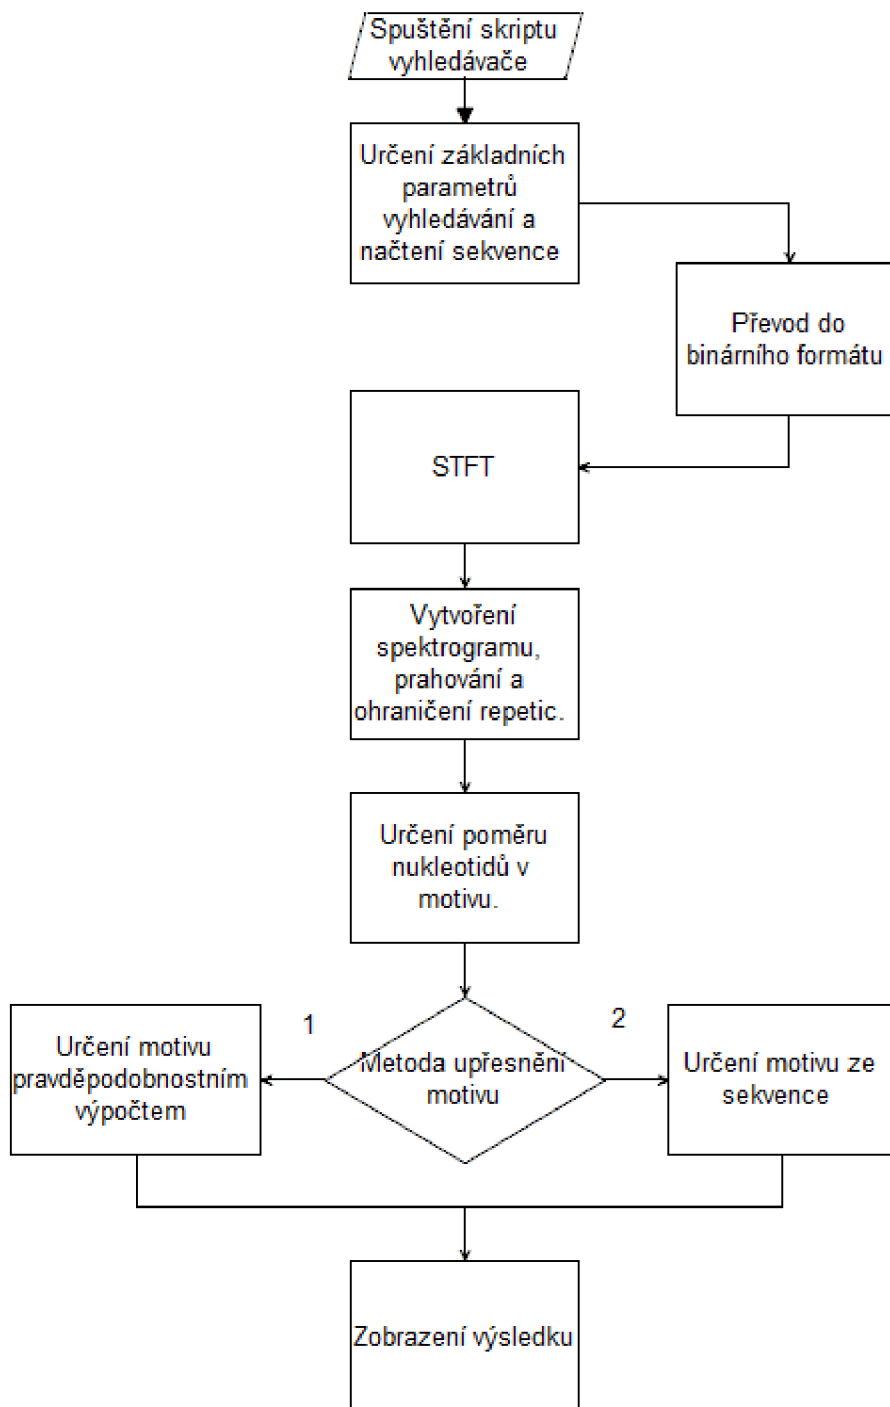 Spuštění skriptu
vyhledávače
Určení základních
parametrů
vyhledávání a
načtení sekvence
Převod do
binárního formátu
STFT
Vytvoření
spektrogramu,
prahování a
ohraničení repetic.
Určení poměru
nukleotidů v
motivu.
1
2
Určení motivu
pravděpodobnostním
výpočtem
Metoda upřesnění
motivu
Určení motivu ze
sekvence
Zobrazení výsledku